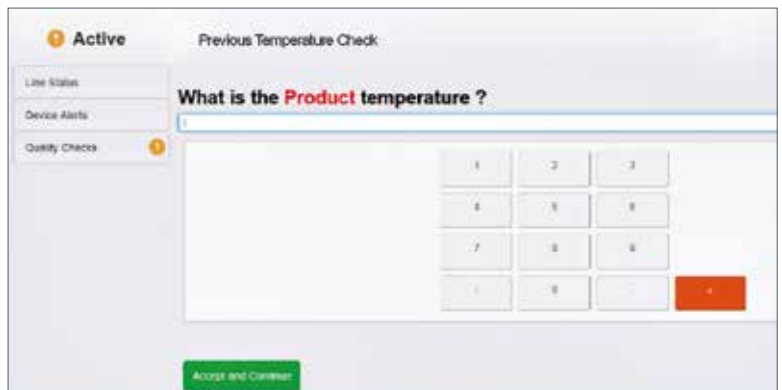 ! Active
Previous Temperature Check
Line Status
Device Alerts
Quality Checks !
What is the Product temperature ?
1 2 3
4 5 6
7 8 9
0
Accept and Continue